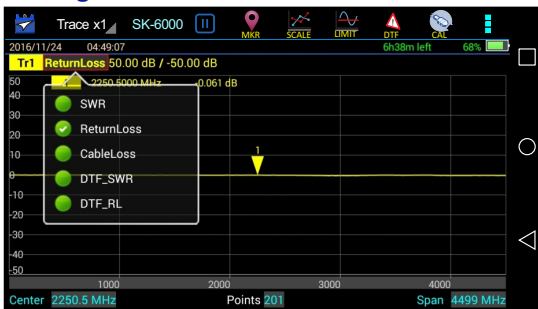 Trace x1 SK-6000 MKR SCALE LIMIT DTF CAL
2016/11/24 04:49:07 6h38m left 68%
Tr1 ReturnLoss 50.00 dB / -50.00 dB
50 2250.5000 MHz -0.061 dB
40
SWR
30
ReturnLoss
20
CableLoss
10 1
0
DTF_SWR
-10
DTF_RL
-20
-30
-40
-50
1000 2000 3000 4000
Center 2250.5 MHz Points 201 Span 4499 MHz